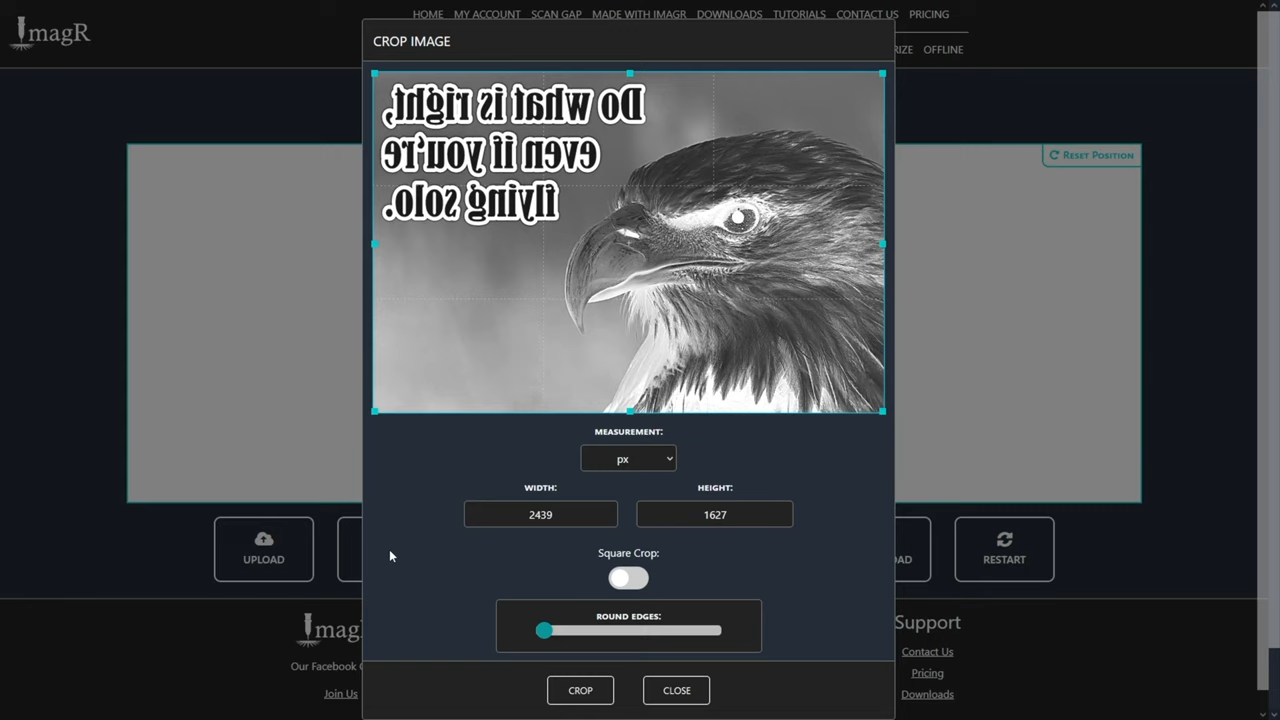 ImagR
HOME MY ACCOUNT SCAN GAP MADE WITH IMAGR DOWNLOADS TUTORIALS CONTACT US PRICING
RIZE OFFLINE
CROP IMAGE
Do what is right,
even if you're
flying solo.
RESET POSITION
MEASUREMENT:
px
WIDTH: HEIGHT:
2439 1627
UPLOAD
AD
RESTART
Square Crop:
ROUND EDGES:
Imag
Our Facebook
Join Us
Support
Contact Us
Pricing
Downloads
CROP CLOSE